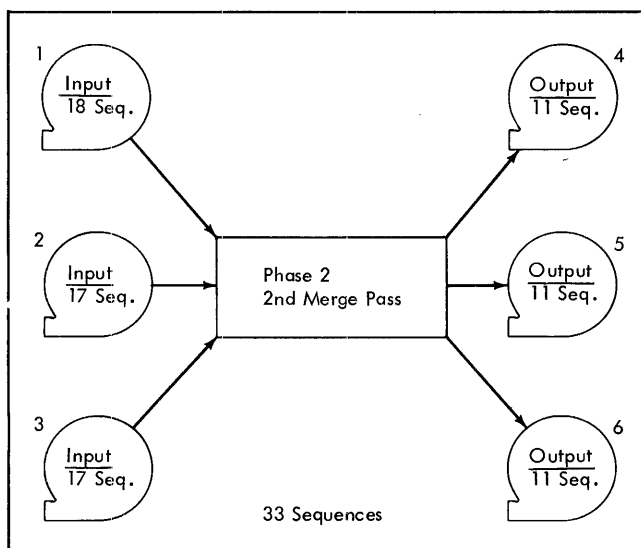 1
Input
18 Seq.
4
Output
11 Seq.
2
Input
17 Seq.
Phase 2
2nd Merge Pass
5
Output
11 Seq.
3
Input
17 Seq.
6
Output
11 Seq.
33 Sequences